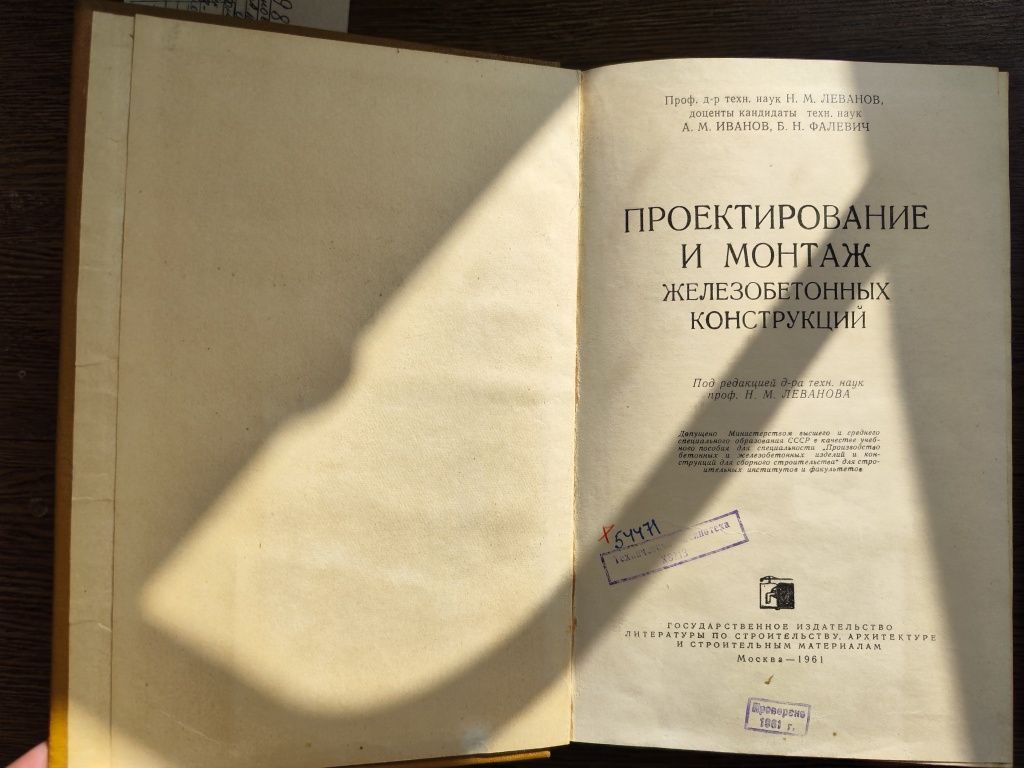 Проф. д-р техн. наук Н. М. ЛЕВАНОВ,
доценты кандидаты техн. наук
А. М. ИВАНОВ, Б. Н. ФАЛЕВИЧ
ПРОЕКТИРОВАНИЕ
И МОНТАЖ
ЖЕЛЕЗОБЕТОННЫХ
КОНСТРУКЦИЙ
Под редакцией д-ра техн. наук
проф. Н. М. ЛЕВАНОВА
Допущено Министерством высшего и среднего
специального образования СССР в качестве учеб-
ного пособия для специальности „Производство
бетонных и железобетонных изделий и кон-
струкций для сборного строительства“ для стро-
ительных институтов и факультетов
54471
ГОСУДАРСТВЕННОЕ ИЗДАТЕЛЬСТВО
ЛИТЕРАТУРЫ ПО СТРОИТЕЛЬСТВУ, АРХИТЕКТУРЕ
И СТРОИТЕЛЬНЫМ МАТЕРИАЛАМ
Москва—1961
Проверено
1981 г.